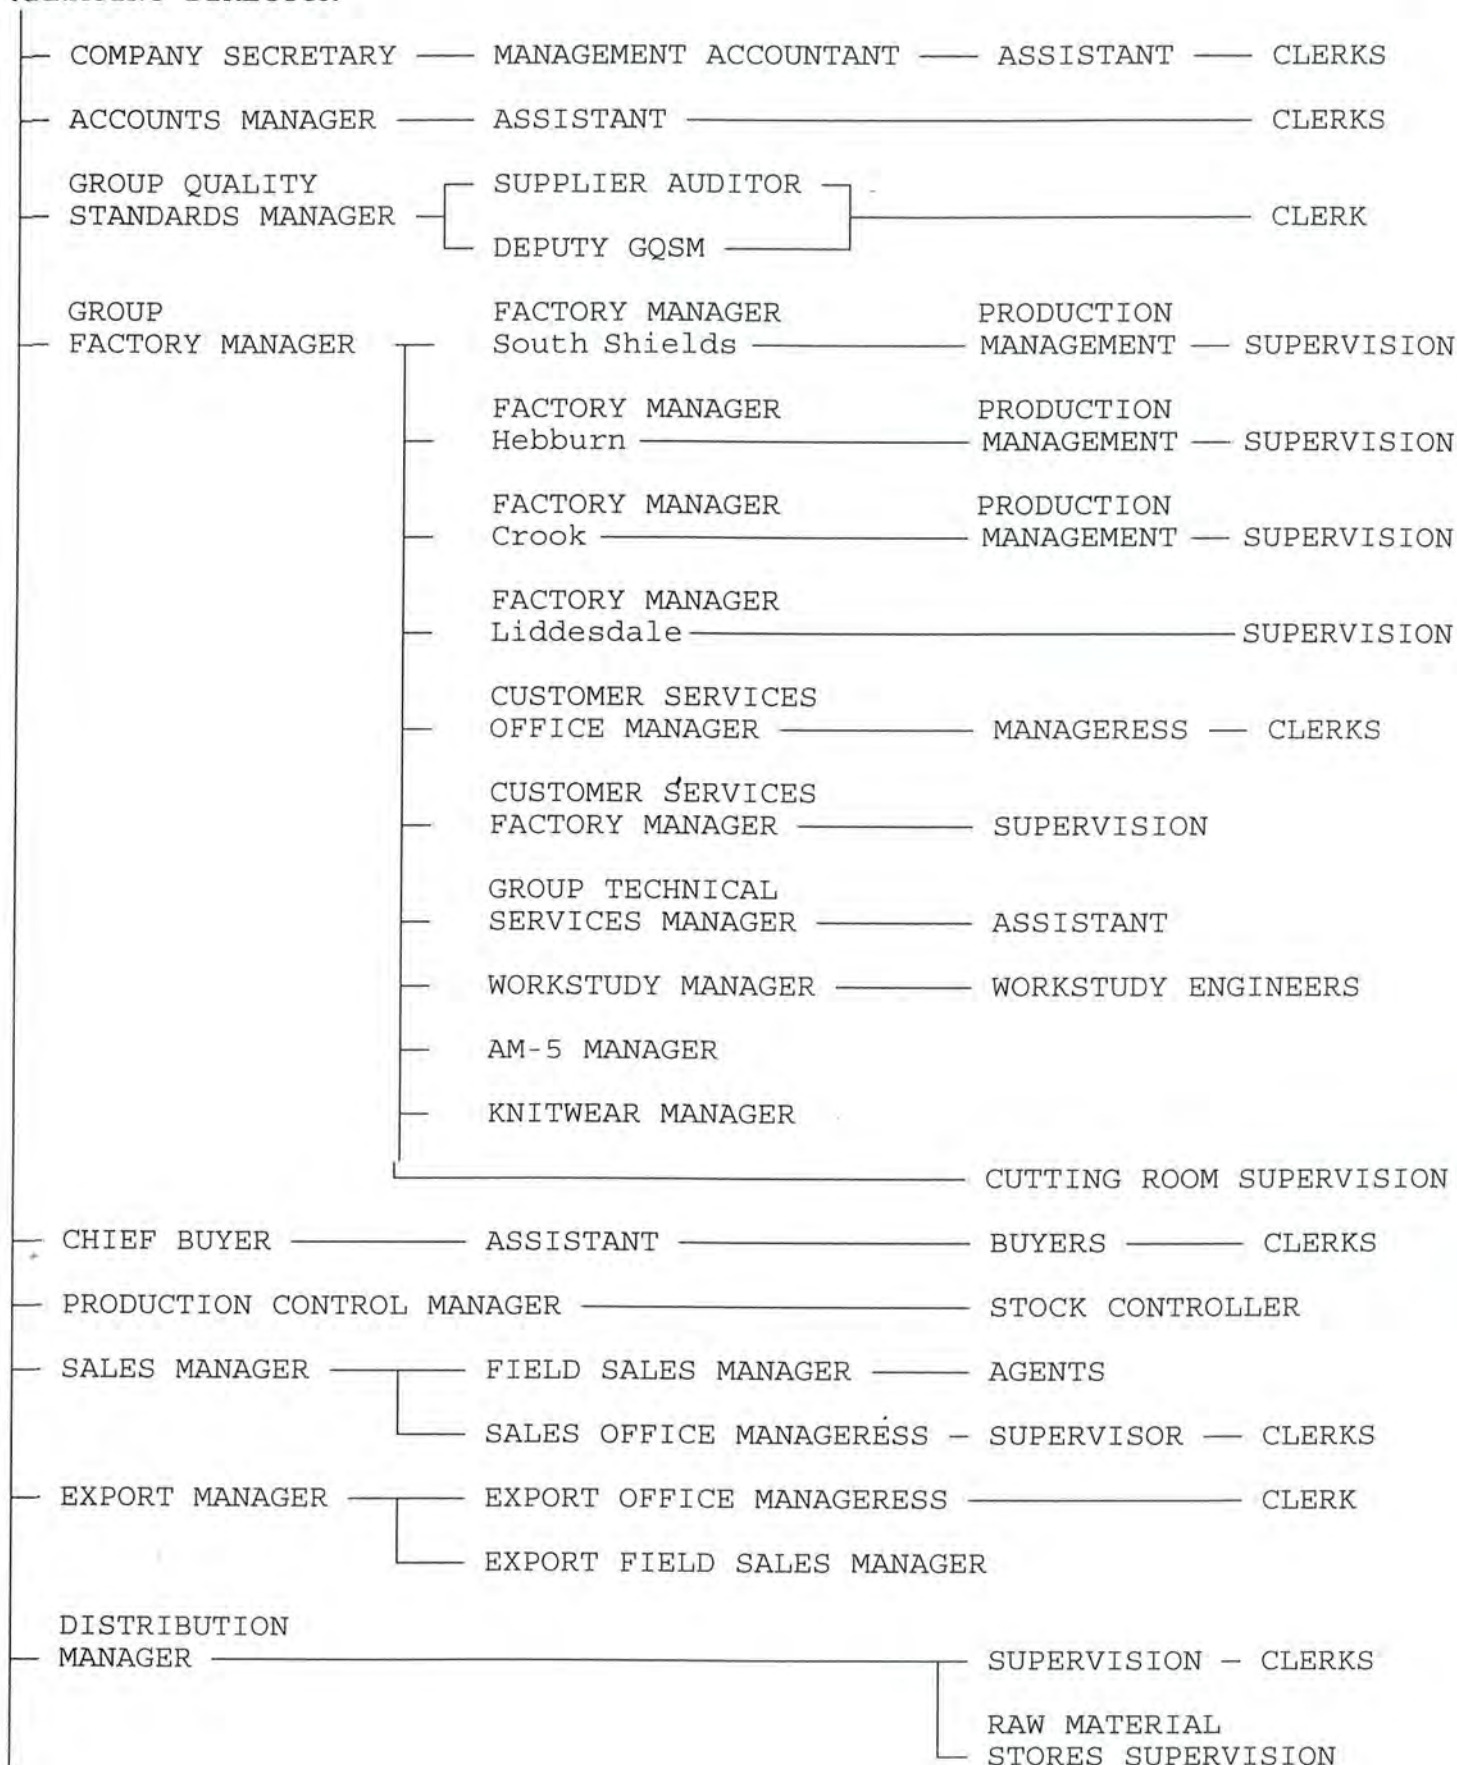 COMPANY SECRETARY MANAGEMENT ACCOUNTANT ASSISTANT CLERKS
ACCOUNTS MANAGER ASSISTANT CLERKS
GROUP QUALITY SUPPLIER AUDITOR
STANDARDS MANAGER CLERK
DEPUTY GQSM
GROUP FACTORY MANAGER PRODUCTION
FACTORY MANAGER South Shields MANAGEMENT SUPERVISION
FACTORY MANAGER PRODUCTION
Hebburn MANAGEMENT SUPERVISION
FACTORY MANAGER PRODUCTION
Crook MANAGEMENT SUPERVISION
FACTORY MANAGER
Liddesdale SUPERVISION
CUSTOMER SERVICES
OFFICE MANAGER MANAGERESS CLERKS
CUSTOMER SERVICES
FACTORY MANAGER SUPERVISION
GROUP TECHNICAL
SERVICES MANAGER ASSISTANT
WORKSTUDY MANAGER WORKSTUDY ENGINEERS
AM-5 MANAGER
KNITWEAR MANAGER
CUTTING ROOM SUPERVISION
CHIEF BUYER ASSISTANT BUYERS CLERKS
PRODUCTION CONTROL MANAGER STOCK CONTROLLER
SALES MANAGER FIELD SALES MANAGER AGENTS
SALES OFFICE MANAGERESS - SUPERVISOR CLERKS
EXPORT MANAGER EXPORT OFFICE MANAGERESS CLERK
EXPORT FIELD SALES MANAGER
DISTRIBUTION
MANAGER SUPERVISION - CLERKS
RAW MATERIAL
STORES SUPERVISION